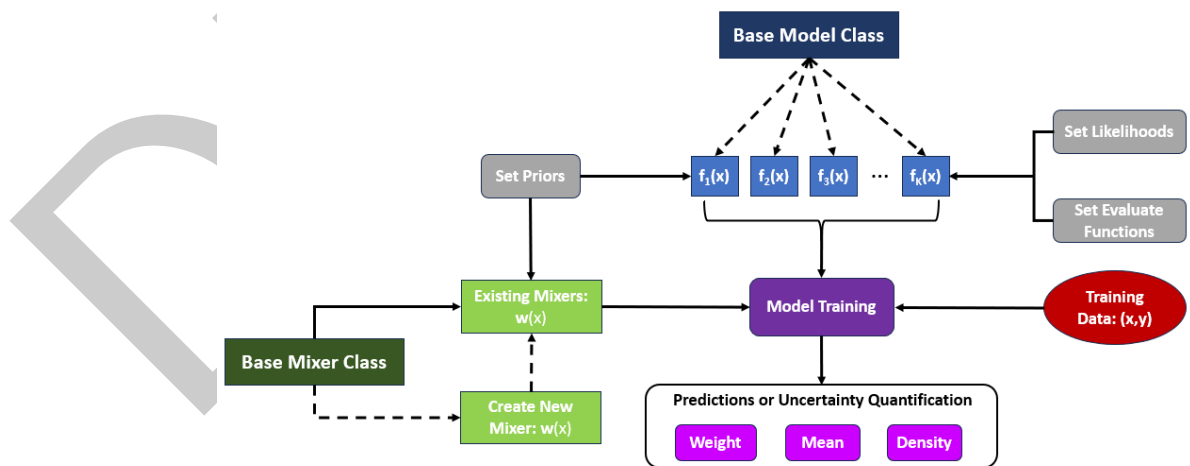 Base Model Class
Set Likelihoods
Set Priors
f₁(x)
f₂(x)
f₃(x)
...
f_K(x)
Set Evaluate
Functions
Existing Mixers:
w(x)
Model Training
Training
Data: (x,y)
Base Mixer Class
Create New
Mixer: w(x)
Predictions or Uncertainty Quantification
Weight
Mean
Density